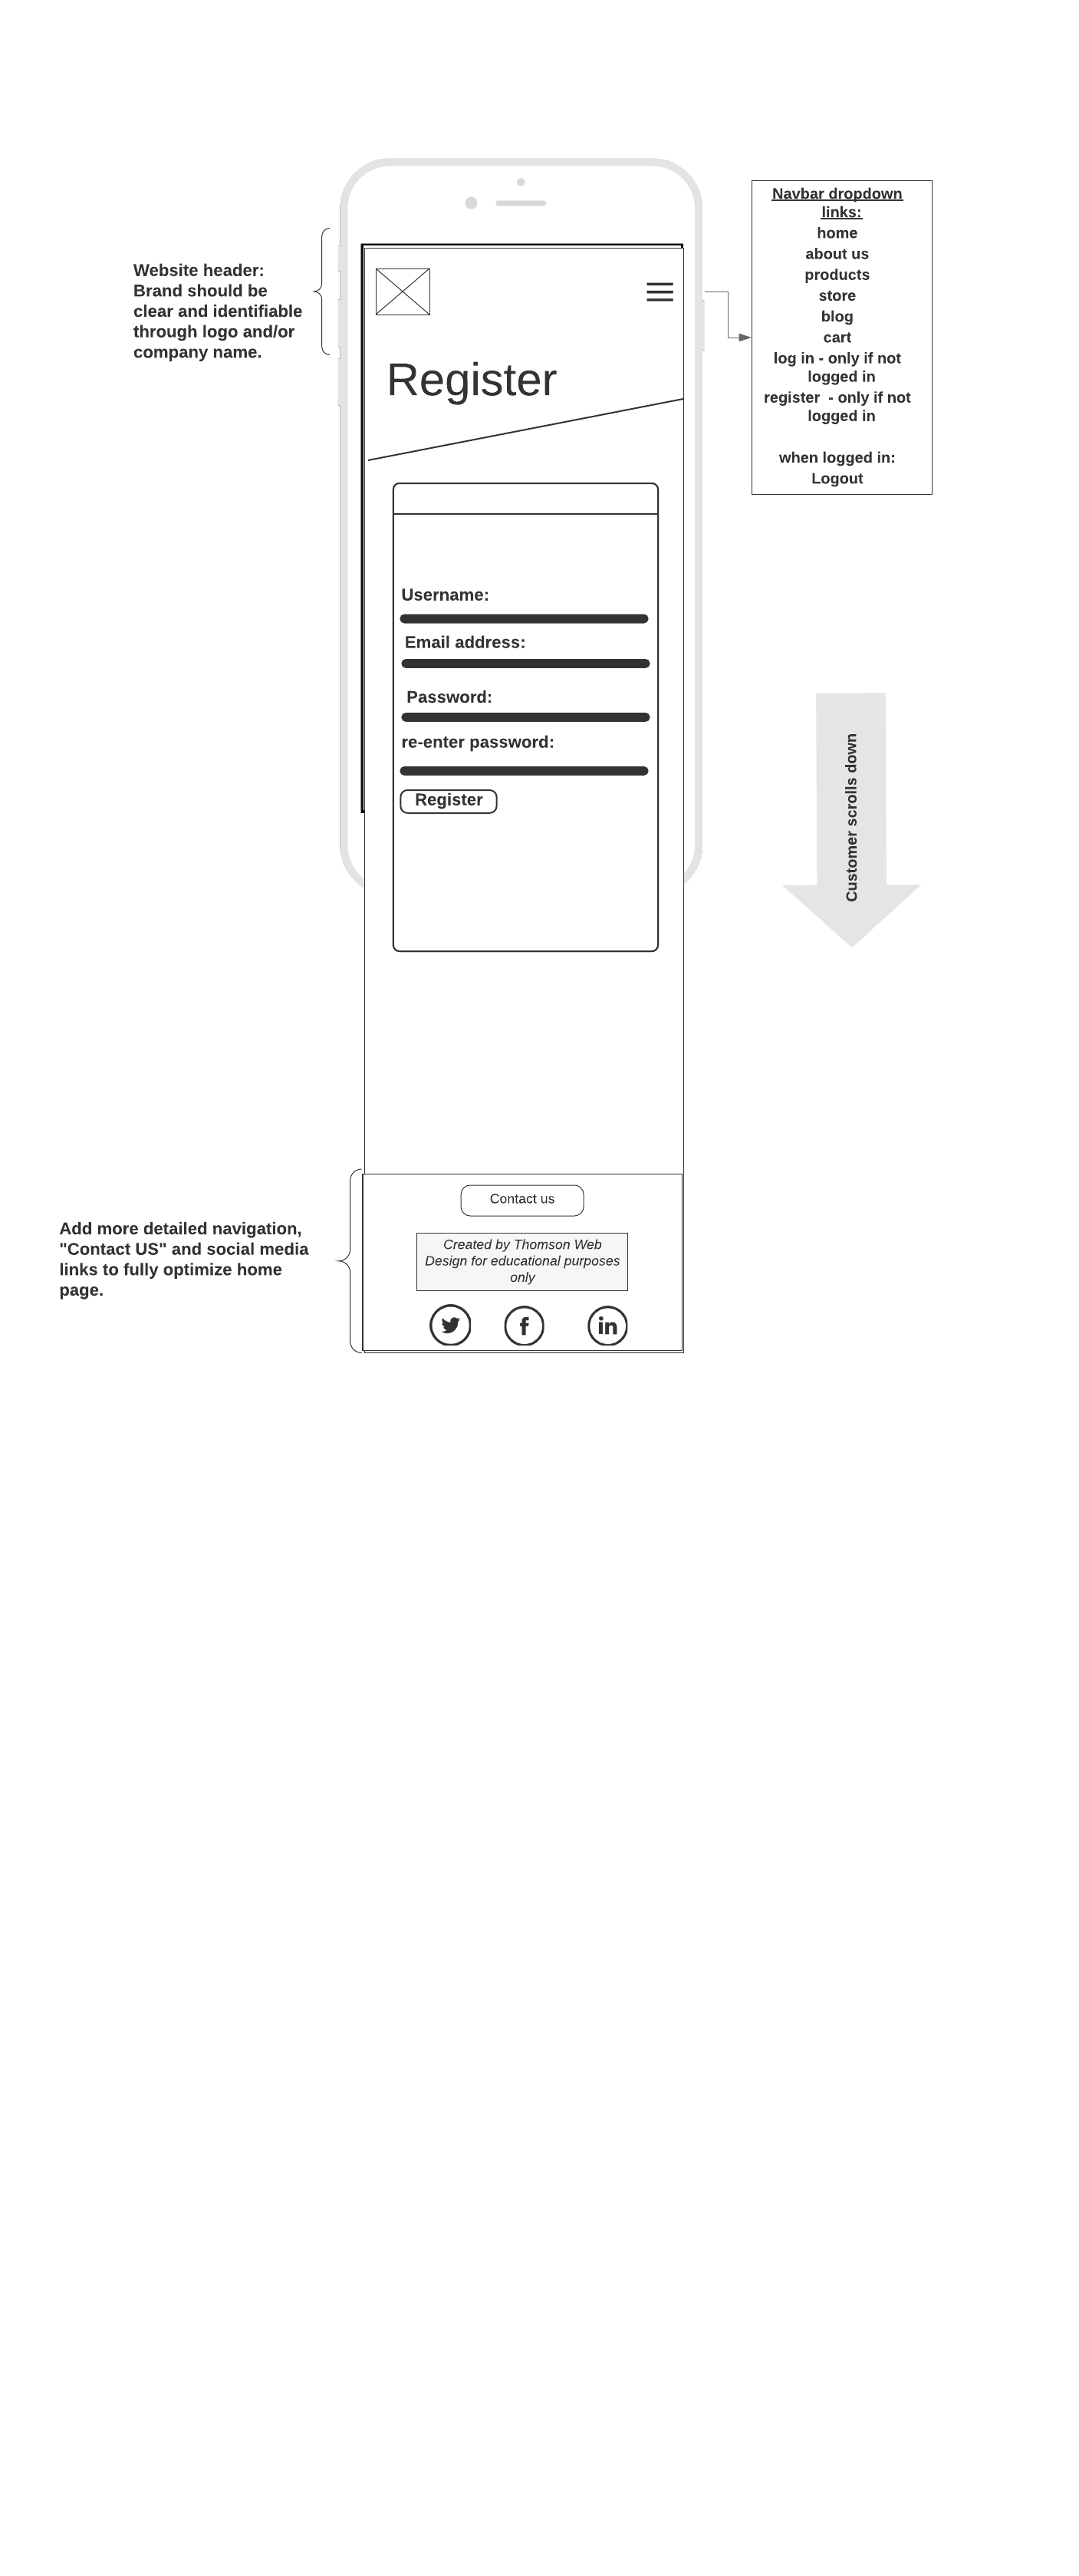 Navbar dropdown
links:
home
about us
products
store
blog
cart
log in - only if not
logged in
register - only if not
logged in
when logged in:
Logout
Website header:
Brand should be
clear and identifiable
through logo and/or
company name.
Register
Username:
Email address:
Password:
re-enter password:
Register
Customer scrolls down
Add more detailed navigation,
"Contact US" and social media
links to fully optimize home
page.
Contact us
Created by Thomson Web
Design for educational purposes
only
f
in